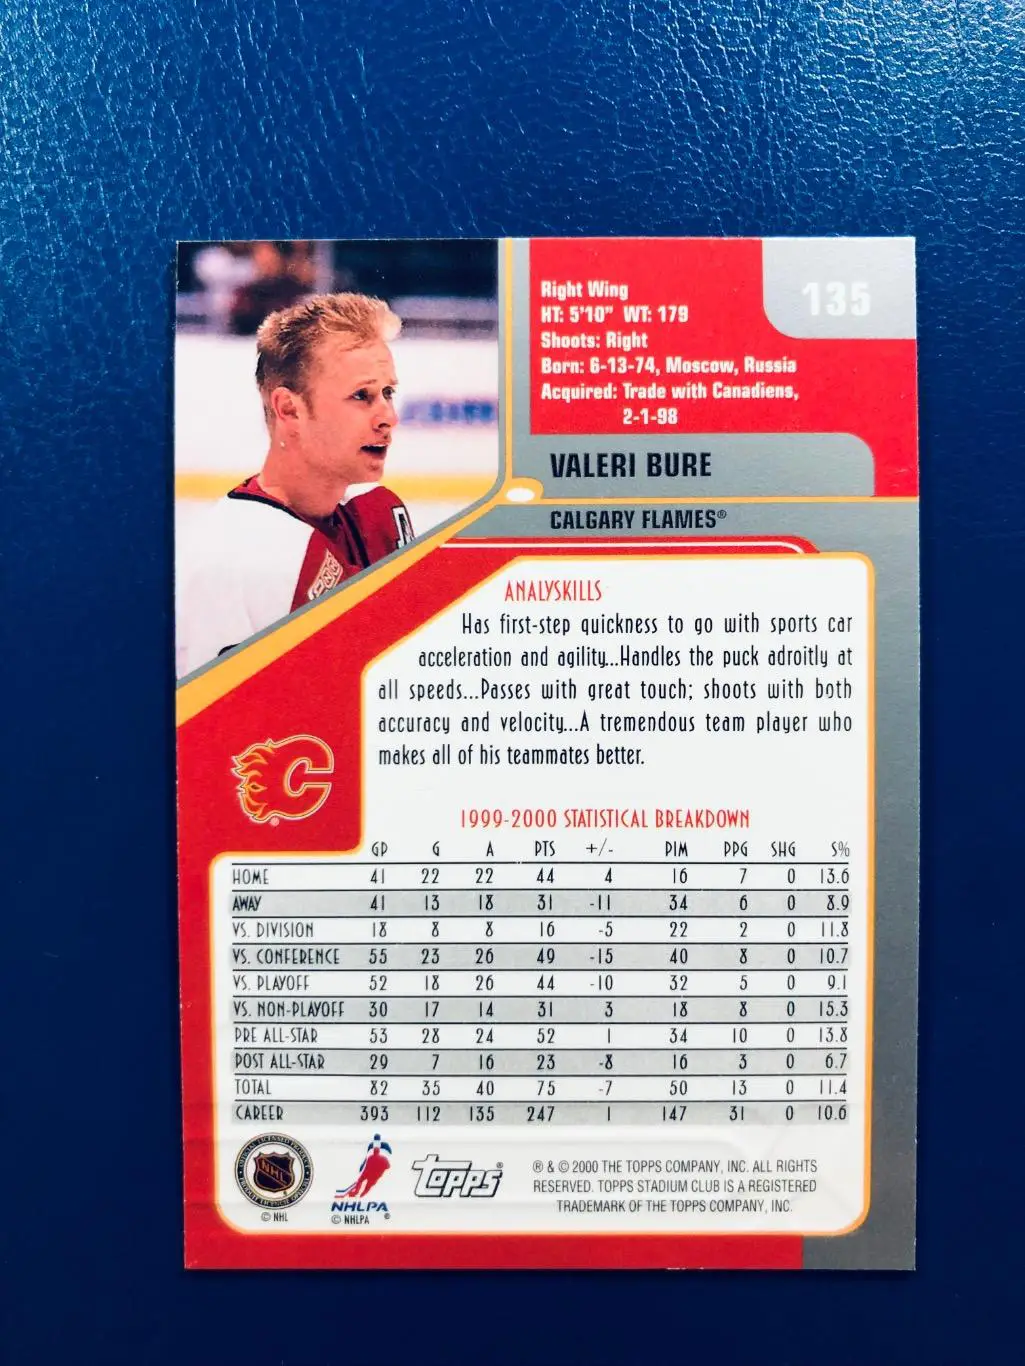 135
Right Wing
HT: 5'10" WT: 179
Shoots: Right
Born: 6-13-74, Moscow, Russia
Acquired: Trade with Canadiens,
2-1-98
VALERI BURE
CALGARY FLAMES®
ANALYSKILLS
Has first-step quickness to go with sports car
acceleration and agility...Handles the puck adroitly at
all speeds...Passes with great touch; shoots with both
accuracy and velocity...A tremendous team player who
makes all of his teammates better.
C
1999-2000 STATISTICAL BREAKDOWN
GP G A PTS +/- PIM PPG SHG S%
HOME 41 22 22 44 4 16 7 0 13.6
AWAY 41 13 18 31 -11 34 6 0 8.9
VS. DIVISION 18 8 8 16 -5 22 2 0 11.8
VS. CONFERENCE 55 23 26 49 -15 40 8 0 10.7
VS. PLAYOFF 52 18 26 44 -10 32 5 0 9.1
VS. NON-PLAYOFF 30 17 14 31 3 18 8 0 15.3
PRE ALL-STAR 53 28 24 52 1 34 10 0 13.8
POST ALL-STAR 29 7 16 23 -8 16 3 0 6.7
TOTAL 82 35 40 75 -7 50 13 0 11.4
CAREER 393 112 135 247 1 147 31 0 10.6
NHL
© NHL
NHLPA
© NHLPA ®
Topps®
® & © 2000 THE TOPPS COMPANY, INC. ALL RIGHTS
RESERVED. TOPPS STADIUM CLUB IS A REGISTERED
TRADEMARK OF THE TOPPS COMPANY, INC.